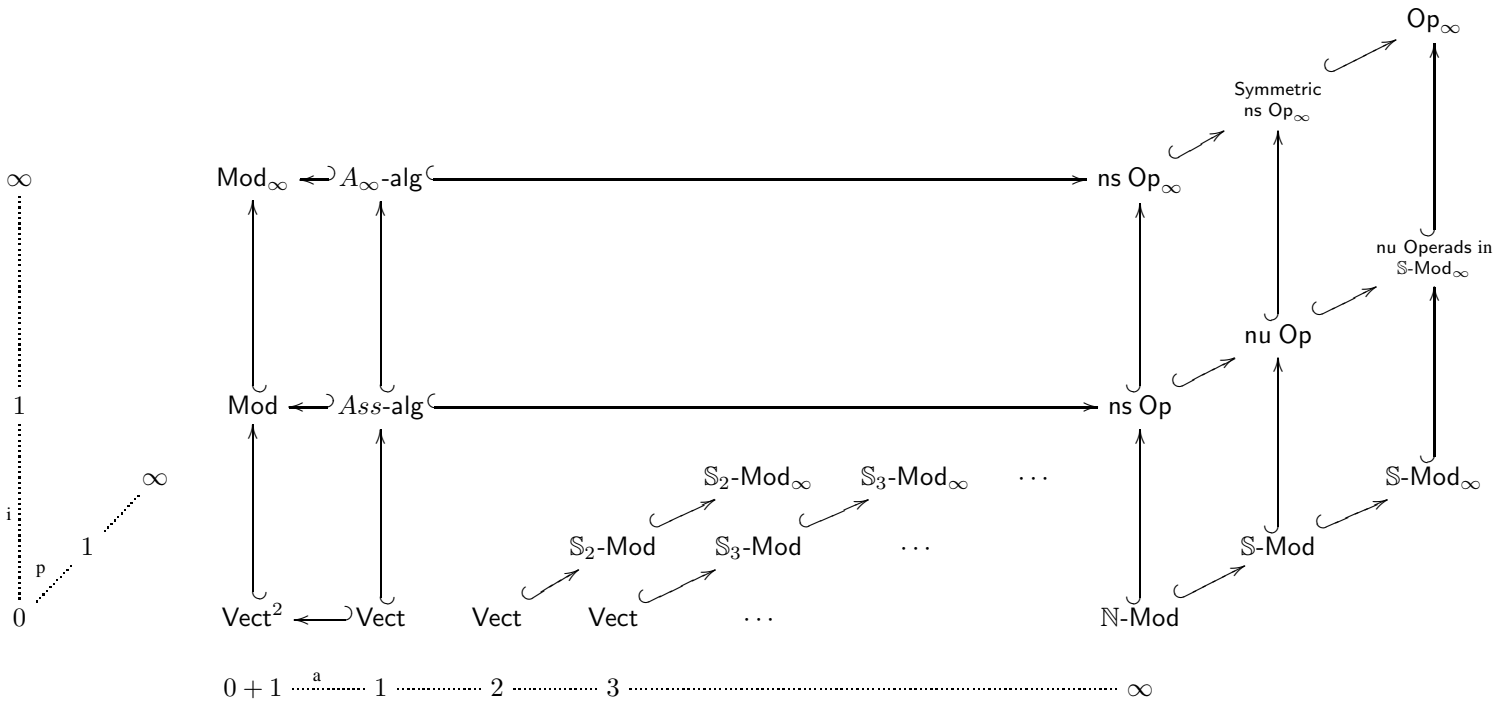 Op∞
Symmetric
ns Op∞
∞ Mod∞ A∞-alg ns Op∞
nu Operads in
𝕊-Mod∞
nu Op
1 Mod Ass-alg ns Op
∞ 𝕊₂-Mod∞ 𝕊₃-Mod∞ ··· 𝕊-Mod∞
i
1 𝕊₂-Mod 𝕊₃-Mod ··· 𝕊-Mod
p
0 Vect² Vect Vect Vect ··· ℕ-Mod
a
0 + 1 1 2 3 ∞